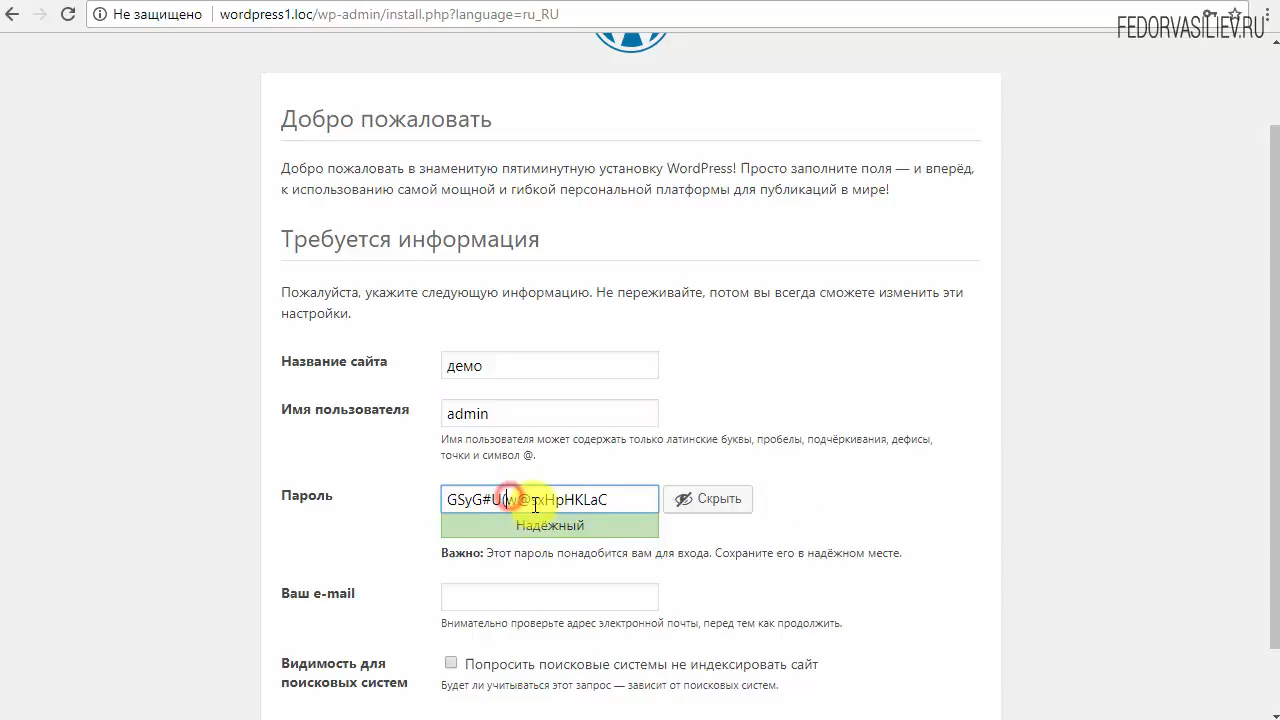 Не защищено wordpress1.loc/wp-admin/install.php?language=ru_RU
FEDORVASILIEV.RU
Добро пожаловать
Добро пожаловать в знаменитую пятиминутную установку WordPress! Просто заполните поля — и вперёд,
к использованию самой мощной и гибкой персональной платформы для публикаций в мире!
Требуется информация
Пожалуйста, укажите следующую информацию. Не переживайте, потом вы всегда сможете изменить эти
настройки.
Название сайта демо
Имя пользователя admin
Имя пользователя может содержать только латинские буквы, пробелы, подчёркивания, дефисы,
точки и символ @.
Пароль Скрыть
Надёжный
Важно: Этот пароль понадобится вам для входа. Сохраните его в надёжном месте.
Ваш e-mail
Внимательно проверьте адрес электронной почты, перед тем как продолжить.
Видимость для Попросить поисковые системы не индексировать сайт
поисковых систем Будет ли учитываться этот запрос — зависит от поисковых систем.